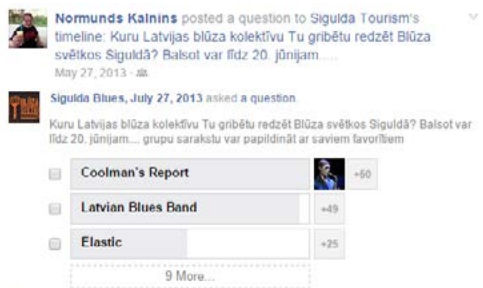 Normunds Kalnins posted a question to Sigulda Tourism's
timeline: Kuru Latvijas blūza kolektīvu Tu gribētu redzēt Blūza
svētkos Siguldā? Balsot var līdz 20. jūnijam.....
May 27, 2013 ·
Sigulda Blues, July 27, 2013 asked a question.
Kuru Latvijas blūza kolektīvu Tu gribētu redzēt Blūza svētkos Siguldā? Balsot var
līdz 20. jūnijam.... grupu sarakstu var papildināt ar saviem favorītiem
Coolman's Report +60
Latvian Blues Band +49
Elastic +25
9 More...